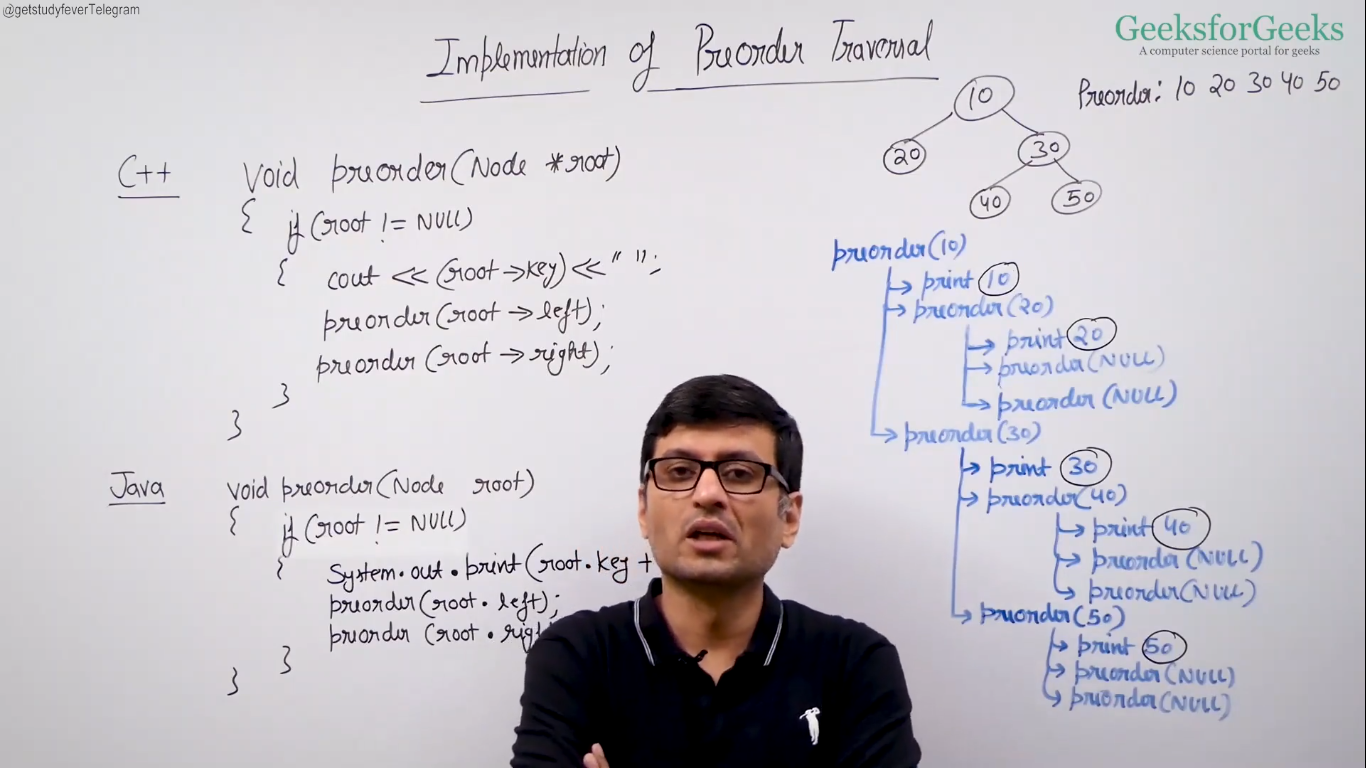 @getstudyfeverTelegram
GeeksforGeeks
A computer science portal for geeks
Implementation of Preorder Traversal
C++
void preorder(Node *root)
{ if (root != NULL)
{ cout << (root→key) << " ";
preorder(root→left);
preorder(root→right);
}
}
Java
void preorder(Node root)
{ if (root != NULL)
{ System.out.print(root.key +
preorder(root.left);
preorder(root.righ
}
}
10
20
30
40
50
Preorder: 10 20 30 40 50
preorder(10)
→ print 10
→ preorder(20)
→ print 20
→ preorder(NULL)
→ preorder(NULL)
→ preorder(30)
→ print 30
→ preorder(40)
→ print 40
→ preorder(NULL)
→ preorder(NULL)
→ preorder(50)
→ print 50
→ preorder(NULL)
→ preorder(NULL)